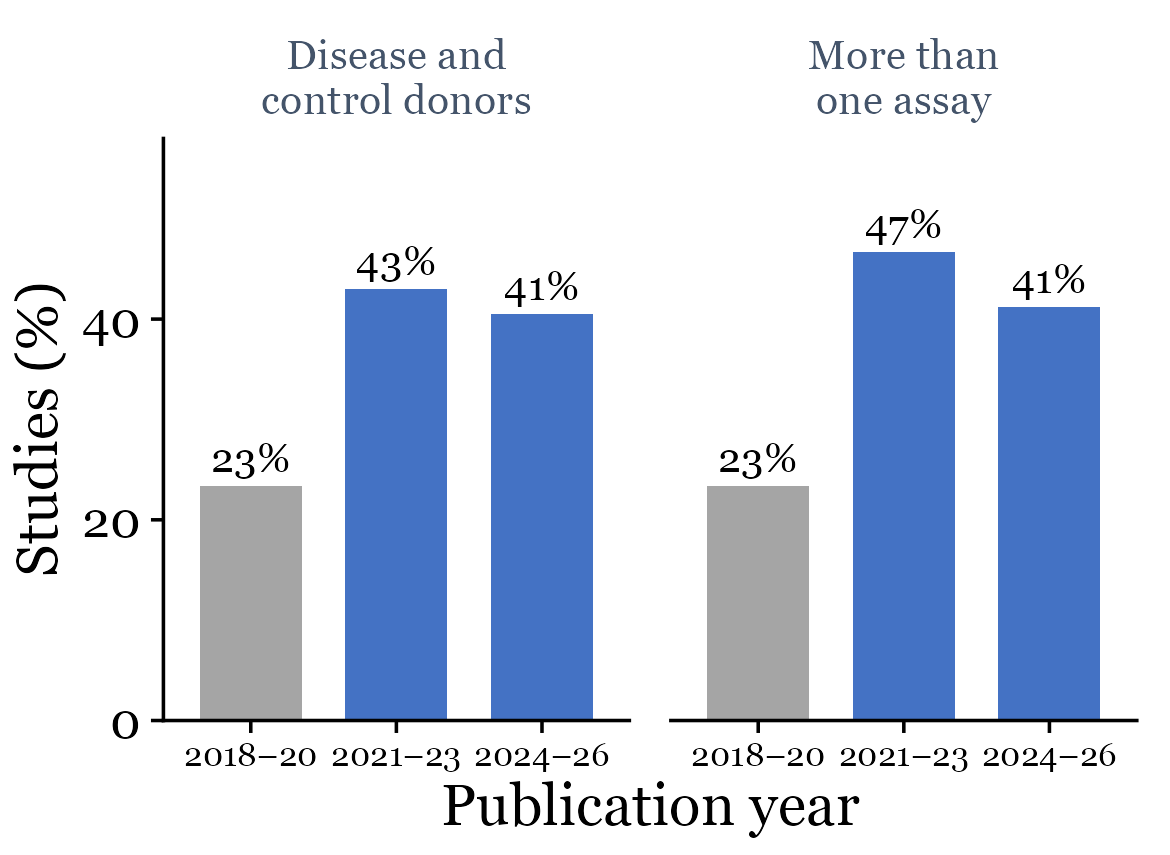 Disease and
control donors
More than
one assay
Studies (%)
40
20
0
23%
43%
41%
23%
47%
41%
2018–20 2021–23 2024–26
2018–20 2021–23 2024–26
Publication year